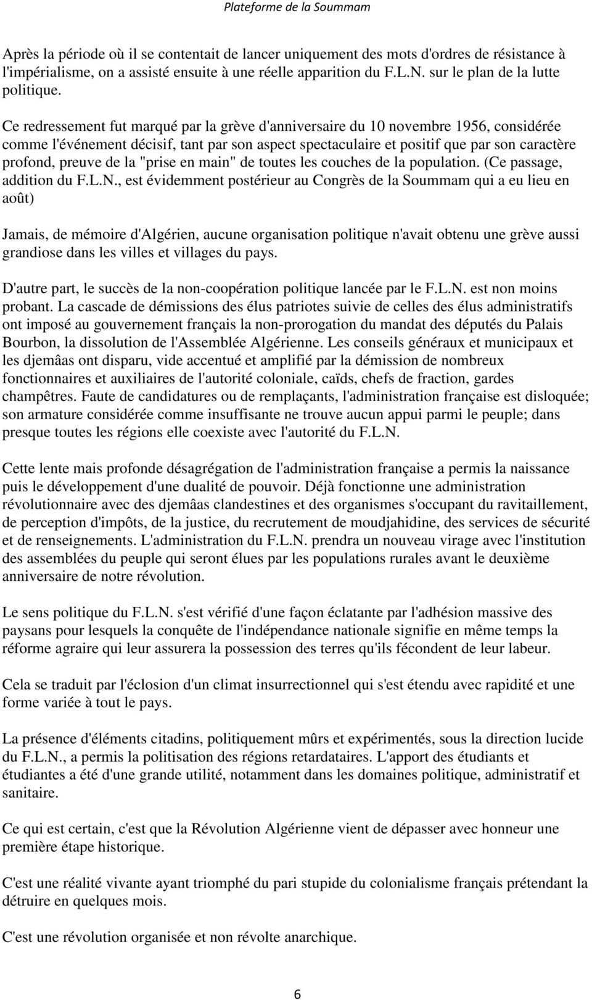 Plateforme de la Soummam
Après la période où il se contentait de lancer uniquement des mots d'ordres de résistance à
l'impérialisme, on a assisté ensuite à une réelle apparition du F.L.N. sur le plan de la lutte
politique.
Ce redressement fut marqué par la grève d'anniversaire du 10 novembre 1956, considérée
comme l'événement décisif, tant par son aspect spectaculaire et positif que par son caractère
profond, preuve de la "prise en main" de toutes les couches de la population. (Ce passage,
addition du F.L.N., est évidemment postérieur au Congrès de la Soummam qui a eu lieu en
août)
Jamais, de mémoire d'Algérien, aucune organisation politique n'avait obtenu une grève aussi
grandiose dans les villes et villages du pays.
D'autre part, le succès de la non-coopération politique lancée par le F.L.N. est non moins
probant. La cascade de démissions des élus patriotes suivie de celles des élus administratifs
ont imposé au gouvernement français la non-prorogation du mandat des députés du Palais
Bourbon, la dissolution de l'Assemblée Algérienne. Les conseils généraux et municipaux et
les djemâas ont disparu, vide accentué et amplifié par la démission de nombreux
fonctionnaires et auxiliaires de l'autorité coloniale, caïds, chefs de fraction, gardes
champêtres. Faute de candidatures ou de remplaçants, l'administration française est disloquée;
son armature considérée comme insuffisante ne trouve aucun appui parmi le peuple; dans
presque toutes les régions elle coexiste avec l'autorité du F.L.N.
Cette lente mais profonde désagrégation de l'administration française a permis la naissance
puis le développement d'une dualité de pouvoir. Déjà fonctionne une administration
révolutionnaire avec des djemâas clandestines et des organismes s'occupant du ravitaillement,
de perception d'impôts, de la justice, du recrutement de moudjahidine, des services de sécurité
et de renseignements. L'administration du F.L.N. prendra un nouveau virage avec l'institution
des assemblées du peuple qui seront élues par les populations rurales avant le deuxième
anniversaire de notre révolution.
Le sens politique du F.L.N. s'est vérifié d'une façon éclatante par l'adhésion massive des
paysans pour lesquels la conquête de l'indépendance nationale signifie en même temps la
réforme agraire qui leur assurera la possession des terres qu'ils fécondent de leur labeur.
Cela se traduit par l'éclosion d'un climat insurrectionnel qui s'est étendu avec rapidité et une
forme variée à tout le pays.
La présence d'éléments citadins, politiquement mûrs et expérimentés, sous la direction lucide
du F.L.N., a permis la politisation des régions retardataires. L'apport des étudiants et
étudiantes a été d'une grande utilité, notamment dans les domaines politique, administratif et
sanitaire.
Ce qui est certain, c'est que la Révolution Algérienne vient de dépasser avec honneur une
première étape historique.
C'est une réalité vivante ayant triomphé du pari stupide du colonialisme français prétendant la
détruire en quelques mois.
C'est une révolution organisée et non révolte anarchique.
6